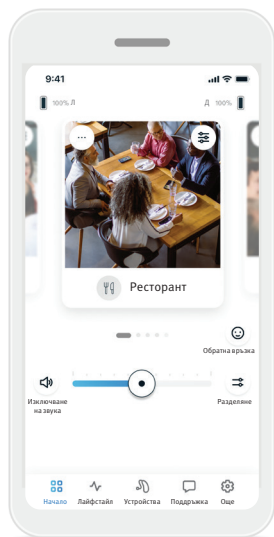 9:41
100% Л
Д 100%
Ресторант
Обратна връзка
Изключване
на звука
Разделяне
Начало Лайфстайл Устройства Поддръжка Още